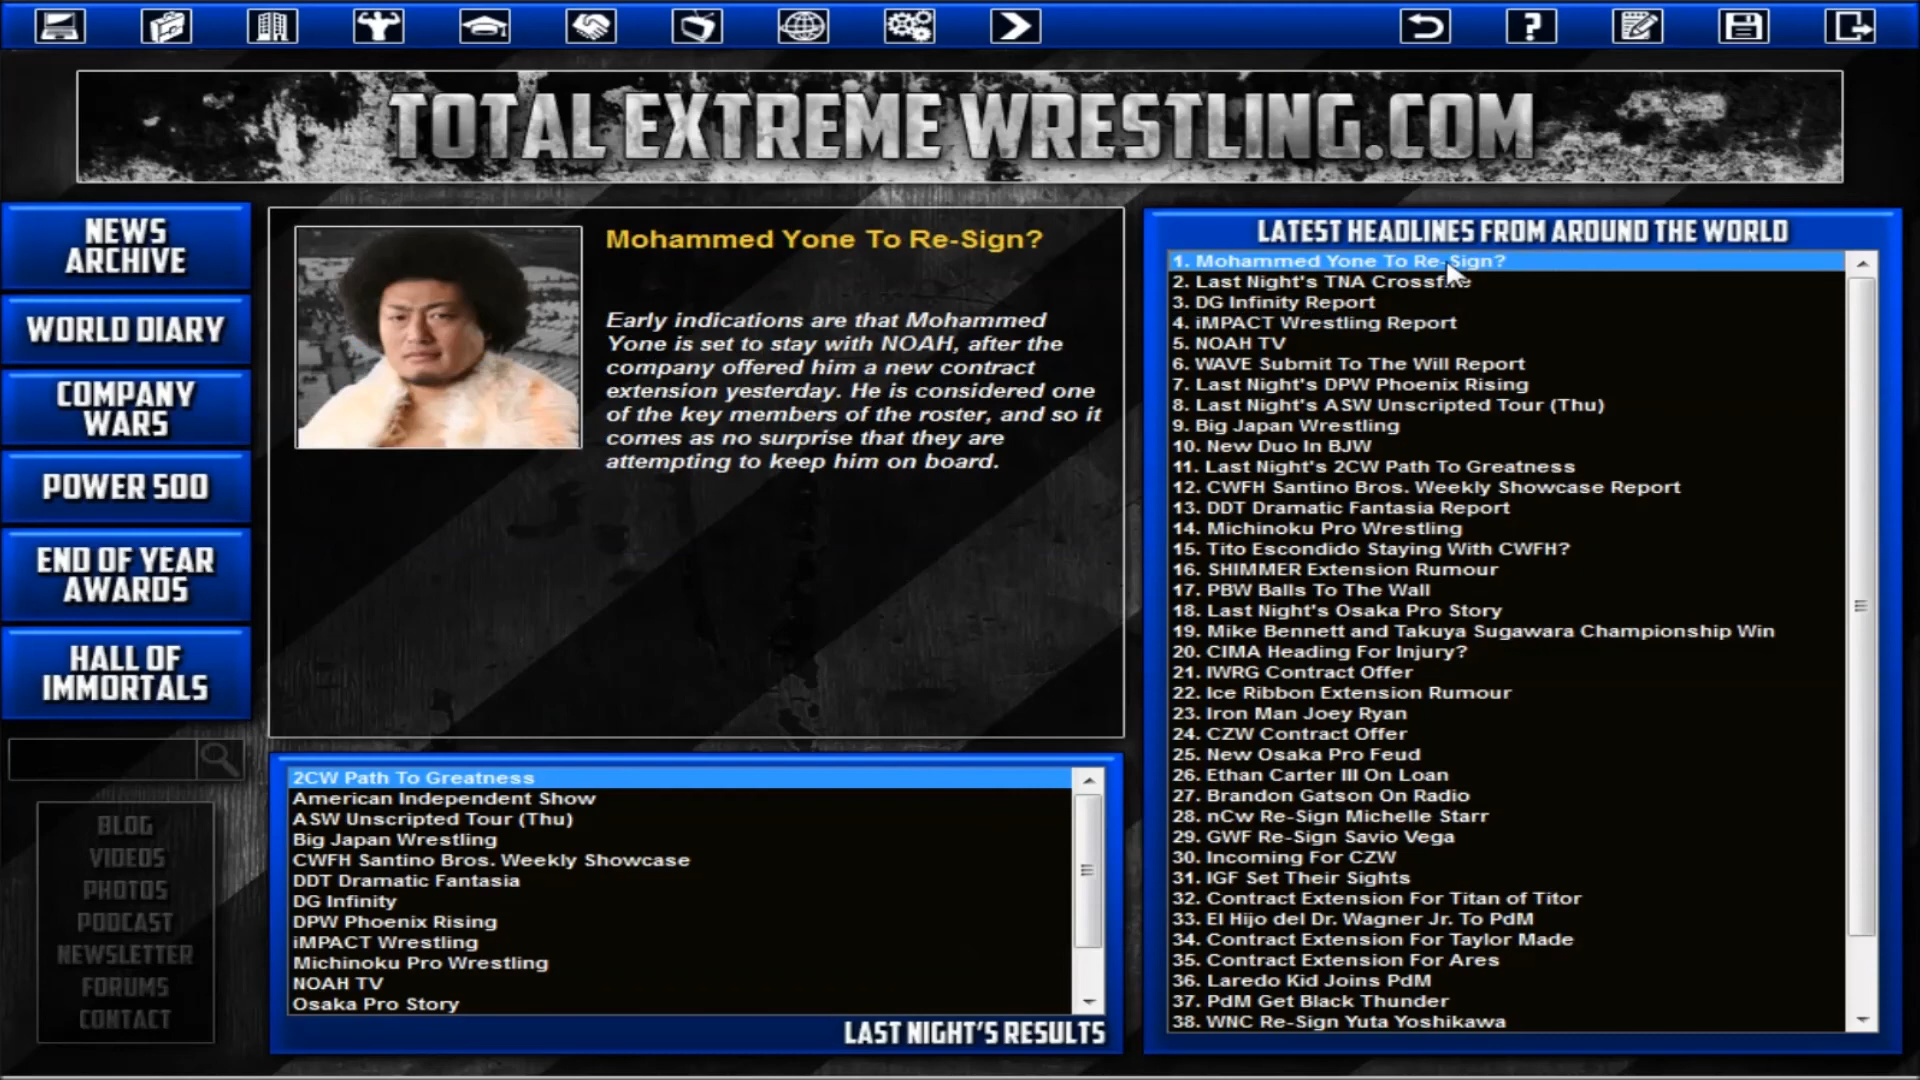 TOTAL EXTREME WRESTLING.COM
NEWS
ARCHIVE
WORLD DIARY
COMPANY
WARS
POWER 500
END OF YEAR
AWARDS
HALL OF
IMMORTALS
BLOG
VIDEOS
PHOTOS
PODCAST
NEWSLETTER
FORUMS
CONTACT
Mohammed Yone To Re-Sign?
Early indications are that Mohammed
Yone is set to stay with NOAH, after the
company offered him a new contract
extension yesterday. He is considered one
of the key members of the roster, and so it
comes as no surprise that they are
attempting to keep him on board.
2CW Path To Greatness
American Independent Show
ASW Unscripted Tour (Thu)
Big Japan Wrestling
CWFH Santino Bros. Weekly Showcase
DDT Dramatic Fantasia
DG Infinity
DPW Phoenix Rising
iMPACT Wrestling
Michinoku Pro Wrestling
NOAH TV
Osaka Pro Story
LAST NIGHT'S RESULTS
LATEST HEADLINES FROM AROUND THE WORLD
1. Mohammed Yone To Re-Sign?
2. Last Night's TNA Crossfire
3. DG Infinity Report
4. iMPACT Wrestling Report
5. NOAH TV
6. WAVE Submit To The Will Report
7. Last Night's DPW Phoenix Rising
8. Last Night's ASW Unscripted Tour (Thu)
9. Big Japan Wrestling
10. New Duo In BJW
11. Last Night's 2CW Path To Greatness
12. CWFH Santino Bros. Weekly Showcase Report
13. DDT Dramatic Fantasia Report
14. Michinoku Pro Wrestling
15. Tito Escondido Staying With CWFH?
16. SHIMMER Extension Rumour
17. PBW Balls To The Wall
18. Last Night's Osaka Pro Story
19. Mike Bennett and Takuya Sugawara Championship Win
20. CIMA Heading For Injury?
21. IWRG Contract Offer
22. Ice Ribbon Extension Rumour
23. Iron Man Joey Ryan
24. CZW Contract Offer
25. New Osaka Pro Feud
26. Ethan Carter III On Loan
27. Brandon Gatson On Radio
28. nCw Re-Sign Michelle Starr
29. GWF Re-Sign Savio Vega
30. Incoming For CZW
31. IGF Set Their Sights
32. Contract Extension For Titan of Titor
33. El Hijo del Dr. Wagner Jr. To PdM
34. Contract Extension For Taylor Made
35. Contract Extension For Ares
36. Laredo Kid Joins PdM
37. PdM Get Black Thunder
38. WNC Re-Sign Yuta Yoshikawa